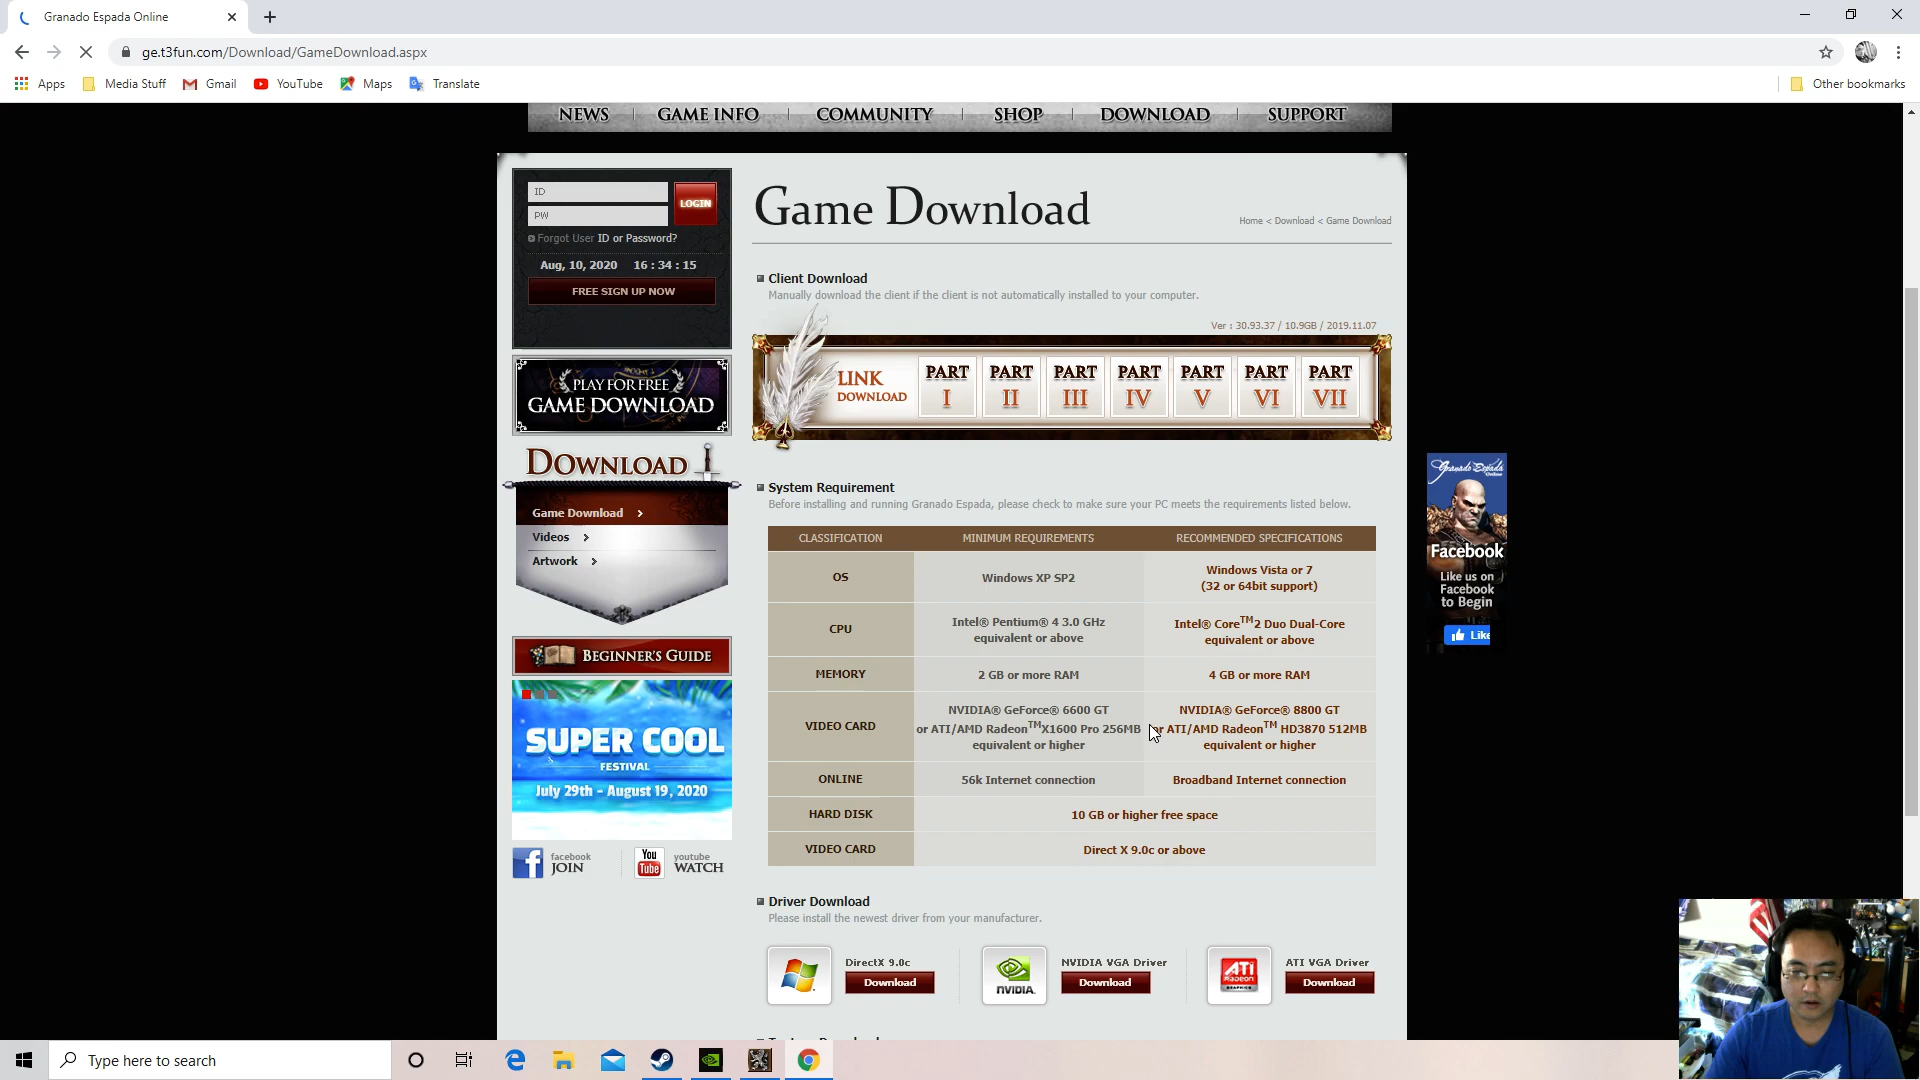 Granado Espada Online
ge.t3fun.com/Download/GameDownload.aspx
Apps
Media Stuff
Gmail
YouTube
Maps
Translate
Other bookmarks
NEWS
GAME INFO
COMMUNITY
SHOP
DOWNLOAD
SUPPORT
ID
PW
LOGIN
Forgot User ID or Password?
Aug, 10, 2020 16 : 34 : 15
FREE SIGN UP NOW
PLAY FOR FREE
GAME DOWNLOAD
DOWNLOAD
Game Download
Videos
Artwork
BEGINNER'S GUIDE
SUPER COOL
FESTIVAL
July 29th - August 19, 2020
facebook
JOIN
You
Tube
youtube
WATCH
Game Download
Home < Download < Game Download
Client Download
Manually download the client if the client is not automatically installed to your computer.
Ver : 30.93.37 / 10.9GB / 2019.11.07
LINK
DOWNLOAD
PART
I
PART
II
PART
III
PART
IV
PART
V
PART
VI
PART
VII
System Requirement
Before installing and running Granado Espada, please check to make sure your PC meets the requirements listed below.
CLASSIFICATION
MINIMUM REQUIREMENTS
RECOMMENDED SPECIFICATIONS
OS
Windows XP SP2
Windows Vista or 7
(32 or 64bit support)
CPU
Intel® Pentium® 4 3.0 GHz
equivalent or above
Intel® Core™2 Duo Dual-Core
equivalent or above
MEMORY
2 GB or more RAM
4 GB or more RAM
VIDEO CARD
NVIDIA® GeForce® 6600 GT
or ATI/AMD Radeon™X1600 Pro 256MB
equivalent or higher
NVIDIA® GeForce® 8800 GT
or ATI/AMD Radeon™ HD3870 512MB
equivalent or higher
ONLINE
56k Internet connection
Broadband Internet connection
HARD DISK
10 GB or higher free space
VIDEO CARD
Direct X 9.0c or above
Driver Download
Please install the newest driver from your manufacturer.
DirectX 9.0c
Download
NVIDIA.
NVIDIA VGA Driver
Download
ATI
RADEON
GRAPHICS
ATI VGA Driver
Download
Granado Espada
Online
Facebook
Like us on
Facebook
to Begin
Like
Type here to search